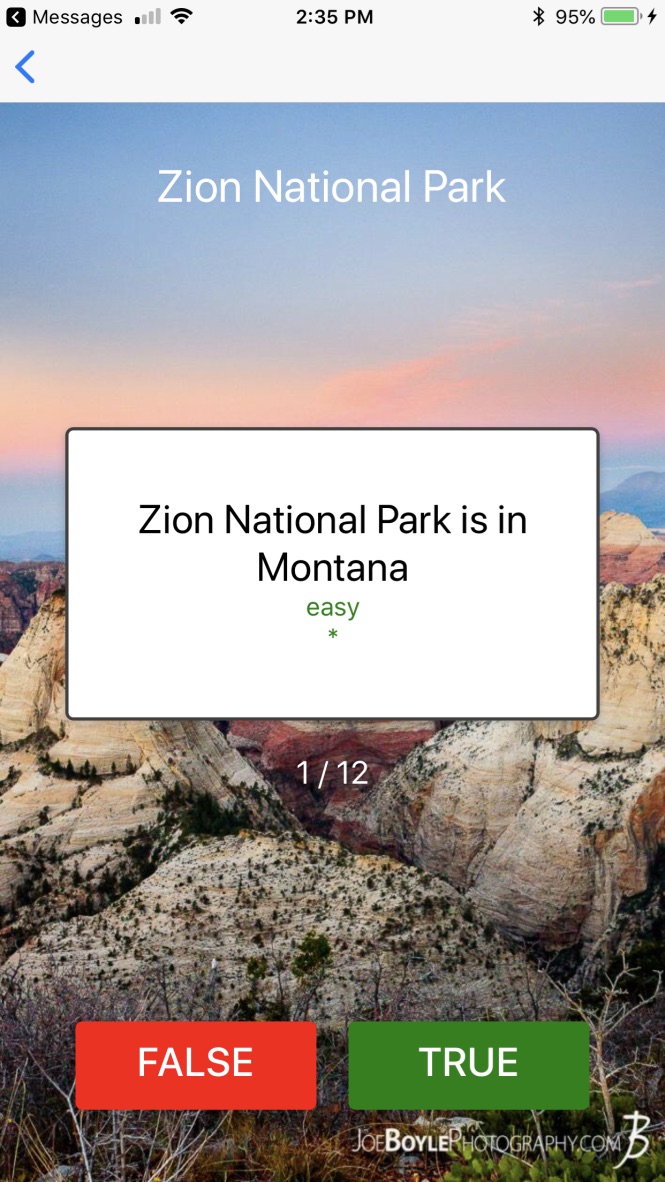 Messages 2:35 PM 95%
Zion National Park
Zion National Park is in
Montana
easy
*
1 / 12
FALSE TRUE
JOEBOYLEPHOTOGRAPHY.COM B